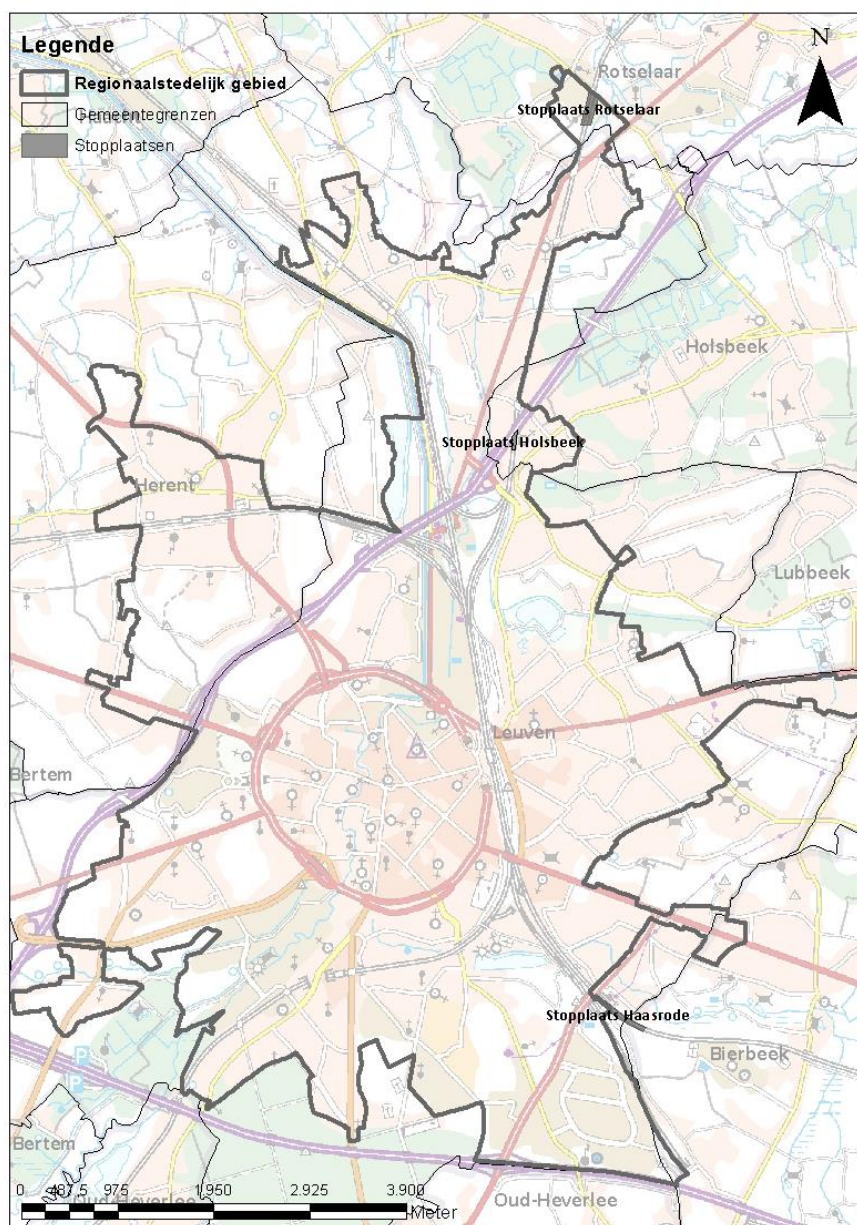 Legende
Regionaalstedelijk gebied
Gemeentegrenzen
Stopplaatsen
N
Rotselaar
Stopplaats Rotselaar
Holsbeek
Stopplaats Holsbeek
Herent
Lubbeek
Leuven
Bertem
Stopplaats Haasrode
Bierbeek
P
P
Bertem
Oud-Heverlee
Oud-Heverlee
0 487,5 975 1.950 2.925 3.900
Meter